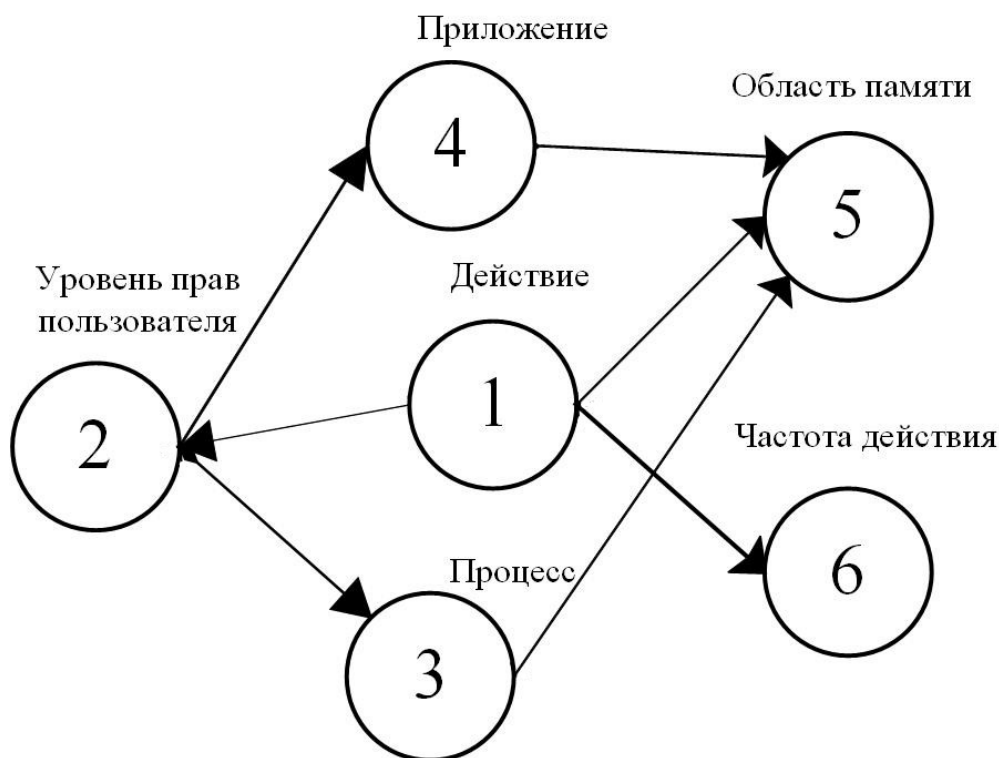 Приложение
4
Область памяти
5
Уровень прав
пользователя
2
Действие
1
Частота действия
6
Процесс
3